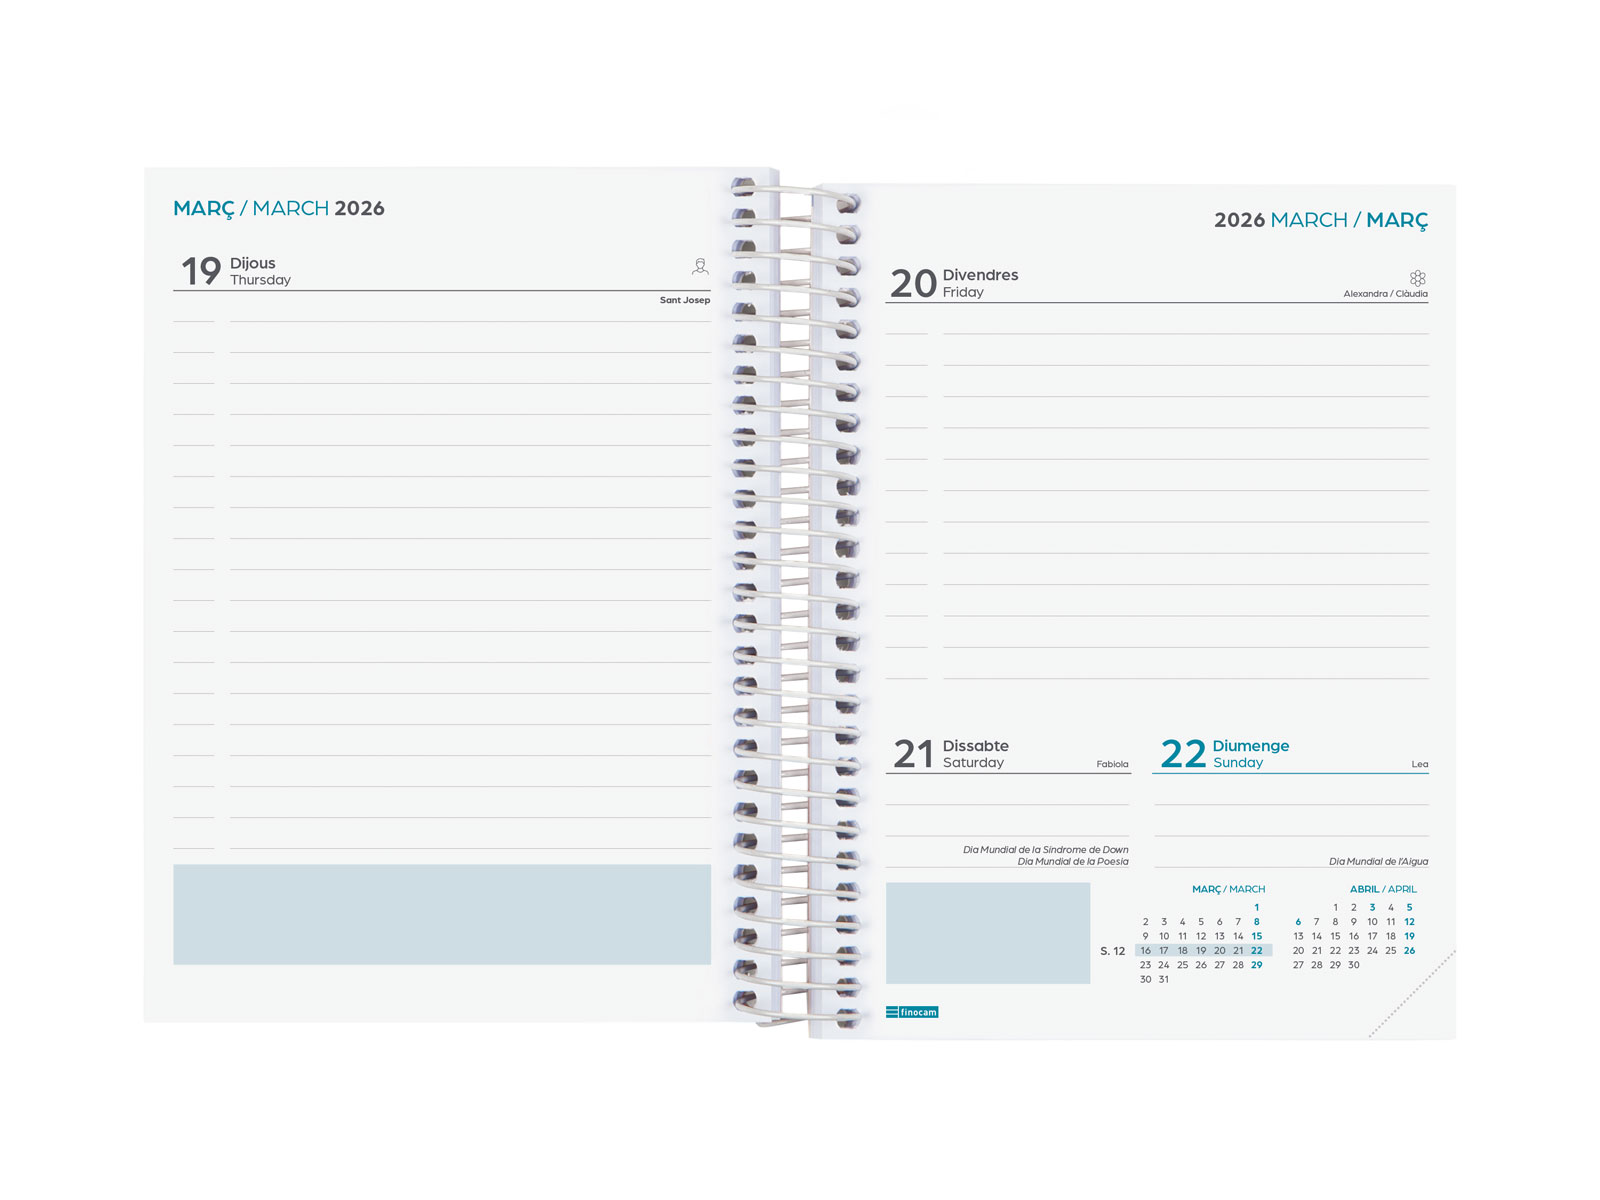 MARÇ / MARCH 2026
19 Dijous
Thursday
Sant Josep
2026 MARCH / MARÇ
20 Divendres
Friday
Alexandra / Clàudia
21 Dissabte
Saturday
Fabiola
Dia Mundial de la Síndrome de Down
Dia Mundial de la Poesia
22 Diumenge
Sunday
Lea
Dia Mundial de l'Aigua
MARÇ / MARCH
1
2 3 4 5 6 7 8
9 10 11 12 13 14 15
S. 12 16 17 18 19 20 21 22
23 24 25 26 27 28 29
30 31
ABRIL / APRIL
1 2 3 4 5
6 7 8 9 10 11 12
13 14 15 16 17 18 19
20 21 22 23 24 25 26
27 28 29 30
finocam